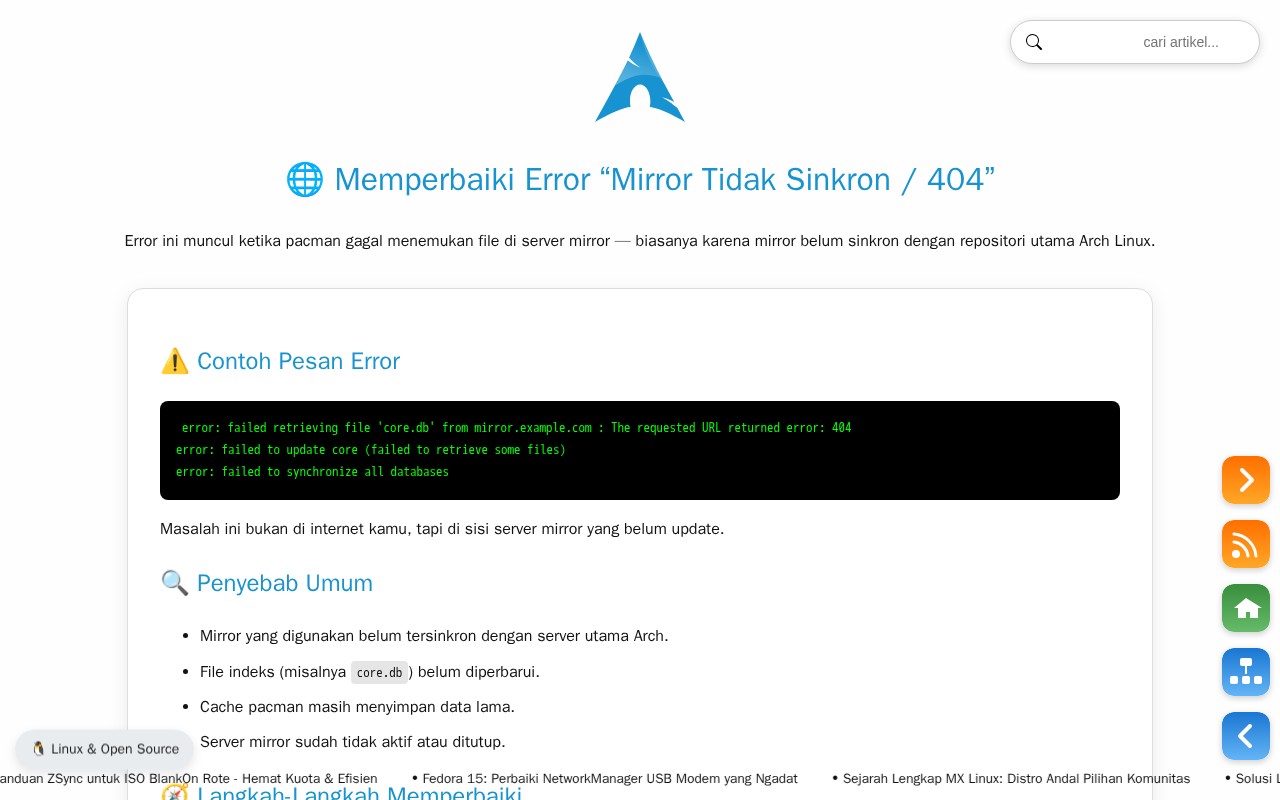 cari artikel...
🌐 Memperbaiki Error “Mirror Tidak Sinkron / 404”
Error ini muncul ketika pacman gagal menemukan file di server mirror — biasanya karena mirror belum sinkron dengan repositori utama Arch Linux.
⚠️ Contoh Pesan Error
error: failed retrieving file 'core.db' from mirror.example.com : The requested URL returned error: 404
error: failed to update core (failed to retrieve some files)
error: failed to synchronize all databases
Masalah ini bukan di internet kamu, tapi di sisi server mirror yang belum update.
🔍 Penyebab Umum
• Mirror yang digunakan belum tersinkron dengan server utama Arch.
• File indeks (misalnya core.db) belum diperbarui.
• Cache pacman masih menyimpan data lama.
Server mirror sudah tidak aktif atau ditutup.
🐧 Linux & Open Source
anduan ZSync untuk ISO BlankOn Rote - Hemat Kuota & Efisien • Fedora 15: Perbaiki NetworkManager USB Modem yang Ngadat • Sejarah Lengkap MX Linux: Distro Andal Pilihan Komunitas • Solusi L
🧭 Langkah-Langkah Memperbaiki